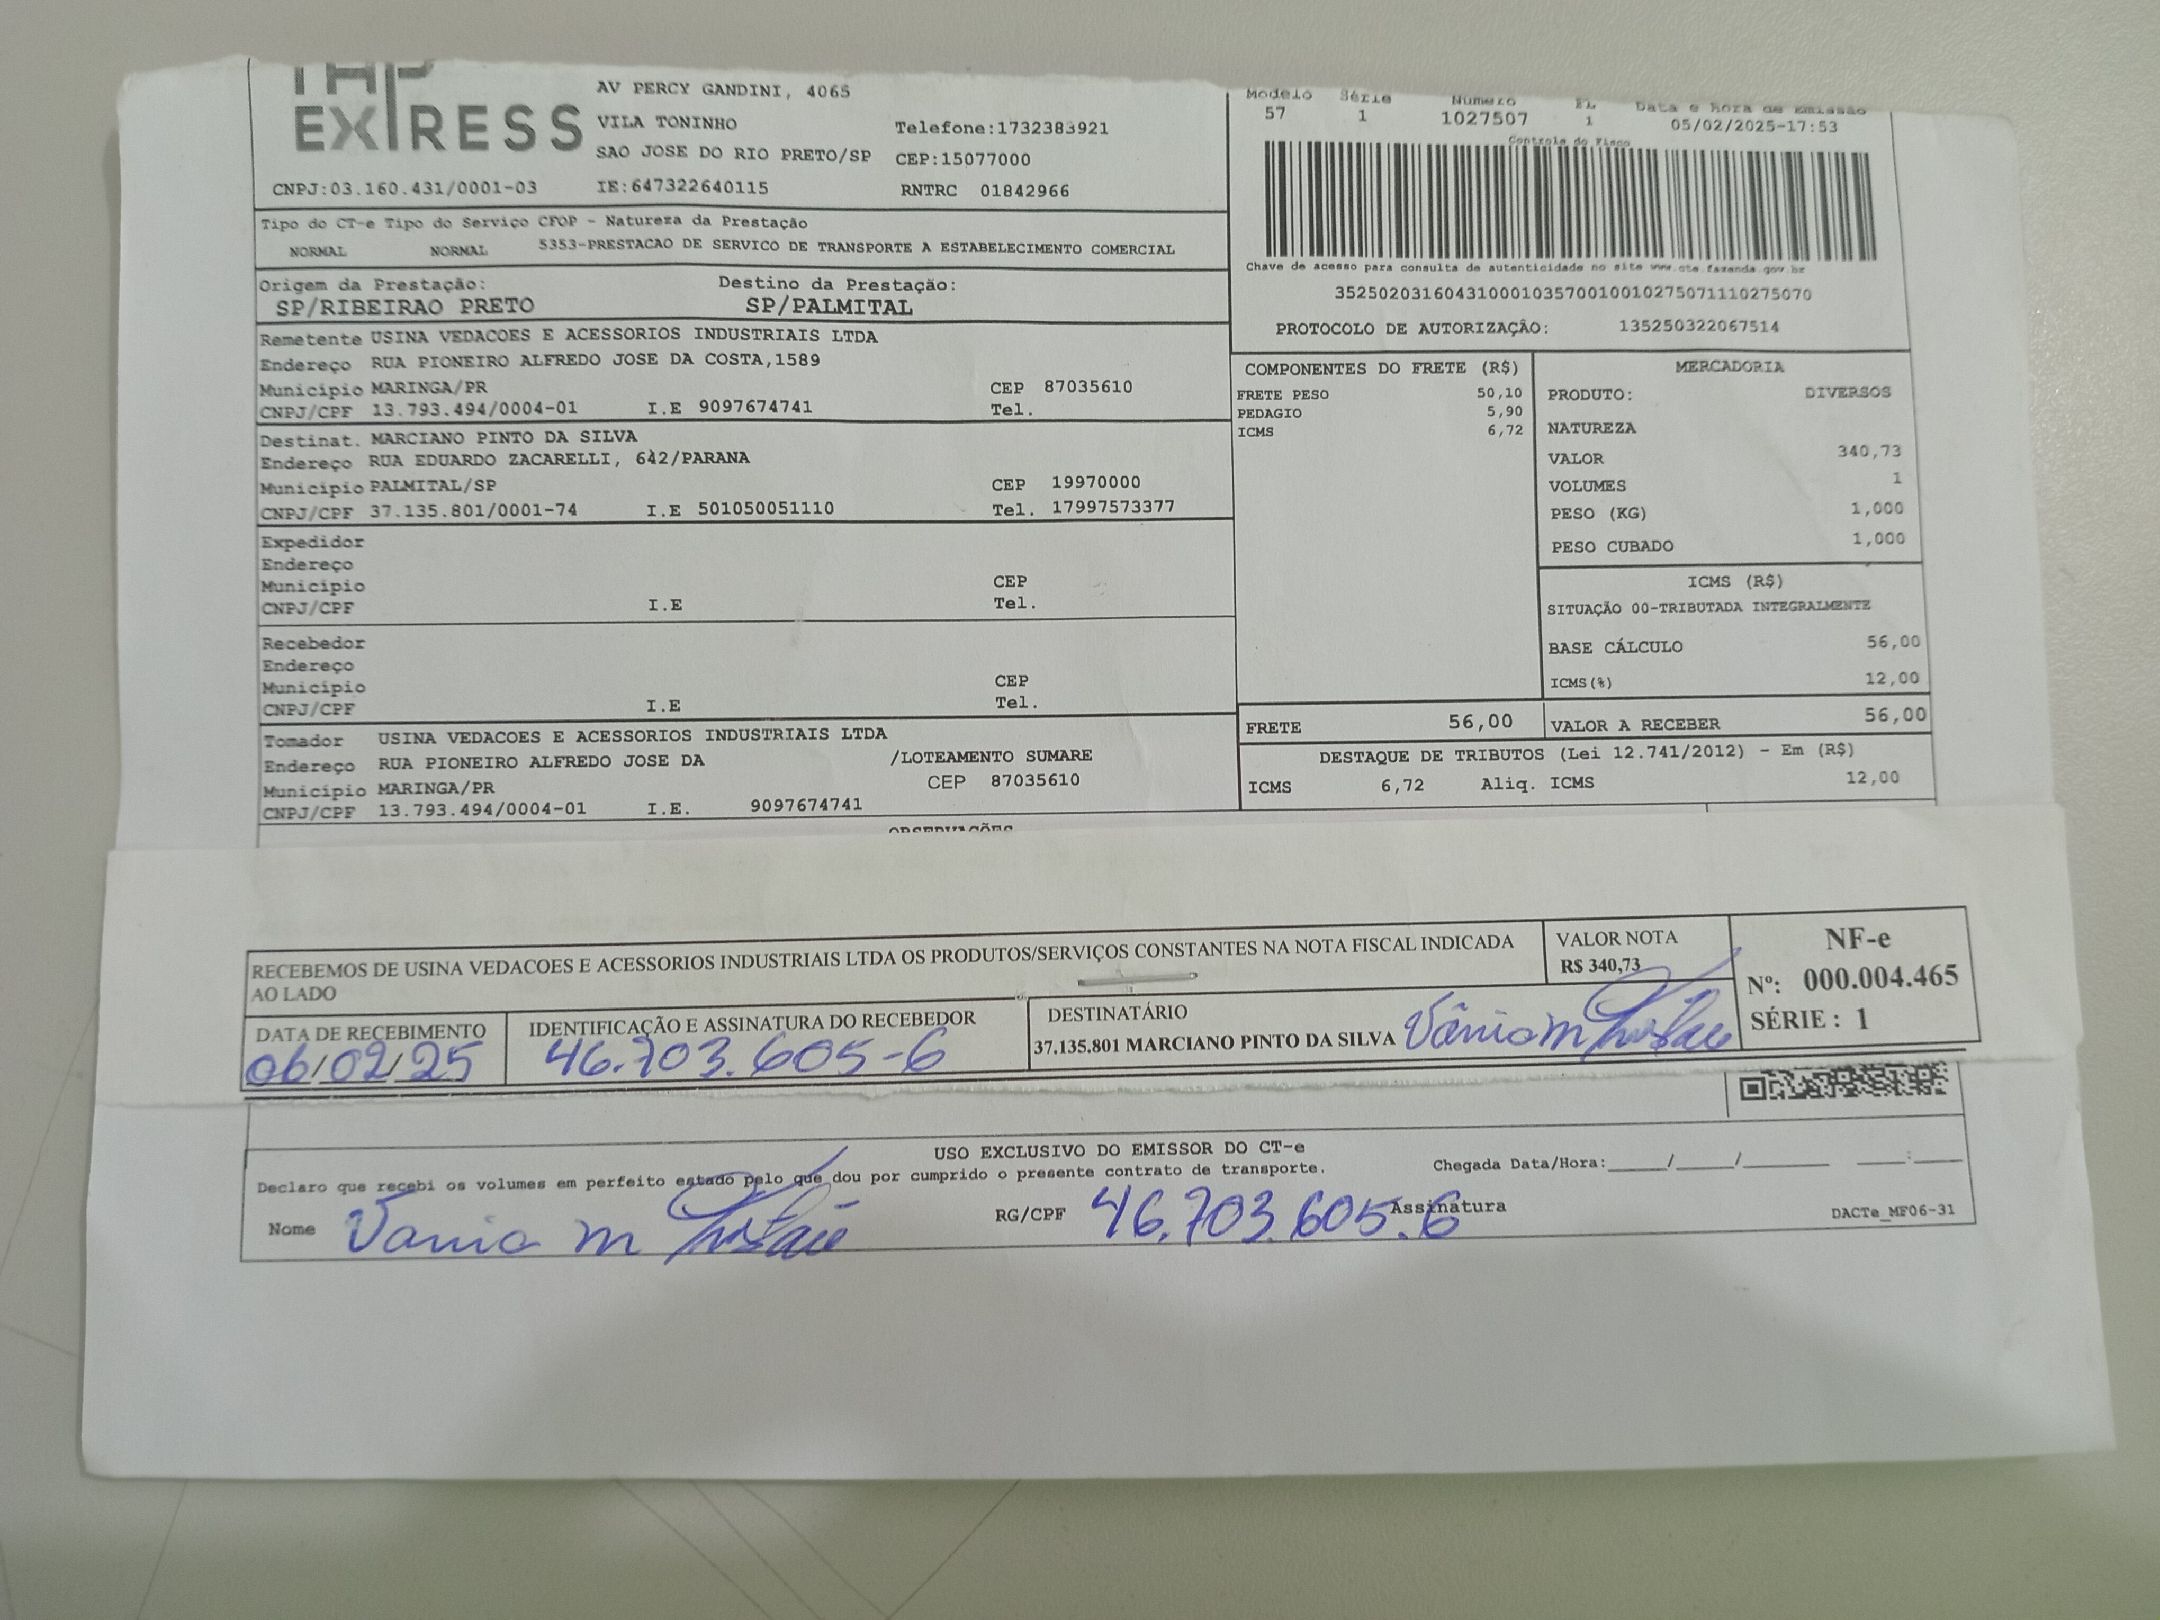 EXPRESS
AV PERCY GANDINI, 4065
VILA TONINHO Telefone:1732383921
SAO JOSE DO RIO PRETO/SP CEP:15077000
CNPJ:03.160.431/0001-03 IE:647322640115 RNTRC 01842966
Modelo Série Número FL Data e Hora de Emissão
57 1 1027507 1 05/02/2025-17:53
Controle do Fisco
Tipo do CT-e Tipo do Serviço CFOP - Natureza da Prestação
NORMAL NORMAL 5353-PRESTACAO DE SERVICO DE TRANSPORTE A ESTABELECIMENTO COMERCIAL
Chave de acesso para consulta de autenticidade no site www.cte.fazenda.gov.br
35250203160431000103570010010275071110275070
PROTOCOLO DE AUTORIZAÇÃO: 135250322067514
Origem da Prestação: Destino da Prestação:
SP/RIBEIRAO PRETO SP/PALMITAL
Remetente USINA VEDACOES E ACESSORIOS INDUSTRIAIS LTDA
Endereço RUA PIONEIRO ALFREDO JOSE DA COSTA,1589
Município MARINGA/PR CEP 87035610
CNPJ/CPF 13.793.494/0004-01 I.E 9097674741 Tel.
Destinat. MARCIANO PINTO DA SILVA
Endereço RUA EDUARDO ZACARELLI, 642/PARANA
Município PALMITAL/SP CEP 19970000
CNPJ/CPF 37.135.801/0001-74 I.E 501050051110 Tel. 17997573377
Expedidor
Endereço
Município CEP
CNPJ/CPF I.E Tel.
Recebedor
Endereço
Município CEP
CNPJ/CPF I.E Tel.
Tomador USINA VEDACOES E ACESSORIOS INDUSTRIAIS LTDA
Endereço RUA PIONEIRO ALFREDO JOSE DA /LOTEAMENTO SUMARE
Município MARINGA/PR CEP 87035610
CNPJ/CPF 13.793.494/0004-01 I.E. 9097674741
COMPONENTES DO FRETE (R$)
FRETE PESO 50,10
PEDAGIO 5,90
ICMS 6,72
MERCADORIA
PRODUTO: DIVERSOS
NATUREZA
VALOR 340,73
VOLUMES 1
PESO (KG) 1,000
PESO CUBADO 1,000
ICMS (R$)
SITUAÇÃO 00-TRIBUTADA INTEGRALMENTE
BASE CÁLCULO 56,00
ICMS(%) 12,00
FRETE 56,00 VALOR A RECEBER 56,00
DESTAQUE DE TRIBUTOS (Lei 12.741/2012) - Em (R$)
ICMS 6,72 Aliq. ICMS 12,00
OBSERVAÇÕES
RECEBEMOS DE USINA VEDACOES E ACESSORIOS INDUSTRIAIS LTDA OS PRODUTOS/SERVIÇOS CONSTANTES NA NOTA FISCAL INDICADA
AO LADO
VALOR NOTA
R$ 340,73
NF-e
Nº: 000.004.465
SÉRIE : 1
DATA DE RECEBIMENTO
06/02/25
IDENTIFICAÇÃO E ASSINATURA DO RECEBEDOR
46.703.605-6
DESTINATÁRIO
37.135.801 MARCIANO PINTO DA SILVA Vânia m
USO EXCLUSIVO DO EMISSOR DO CT-e
Declaro que recebi os volumes em perfeito estado pelo que dou por cumprido o presente contrato de transporte. Chegada Data/Hora:_____/_____/_______ ____:____
Nome Vania m RG/CPF 46.703.605.6 Assinatura DACTe_MF06-31